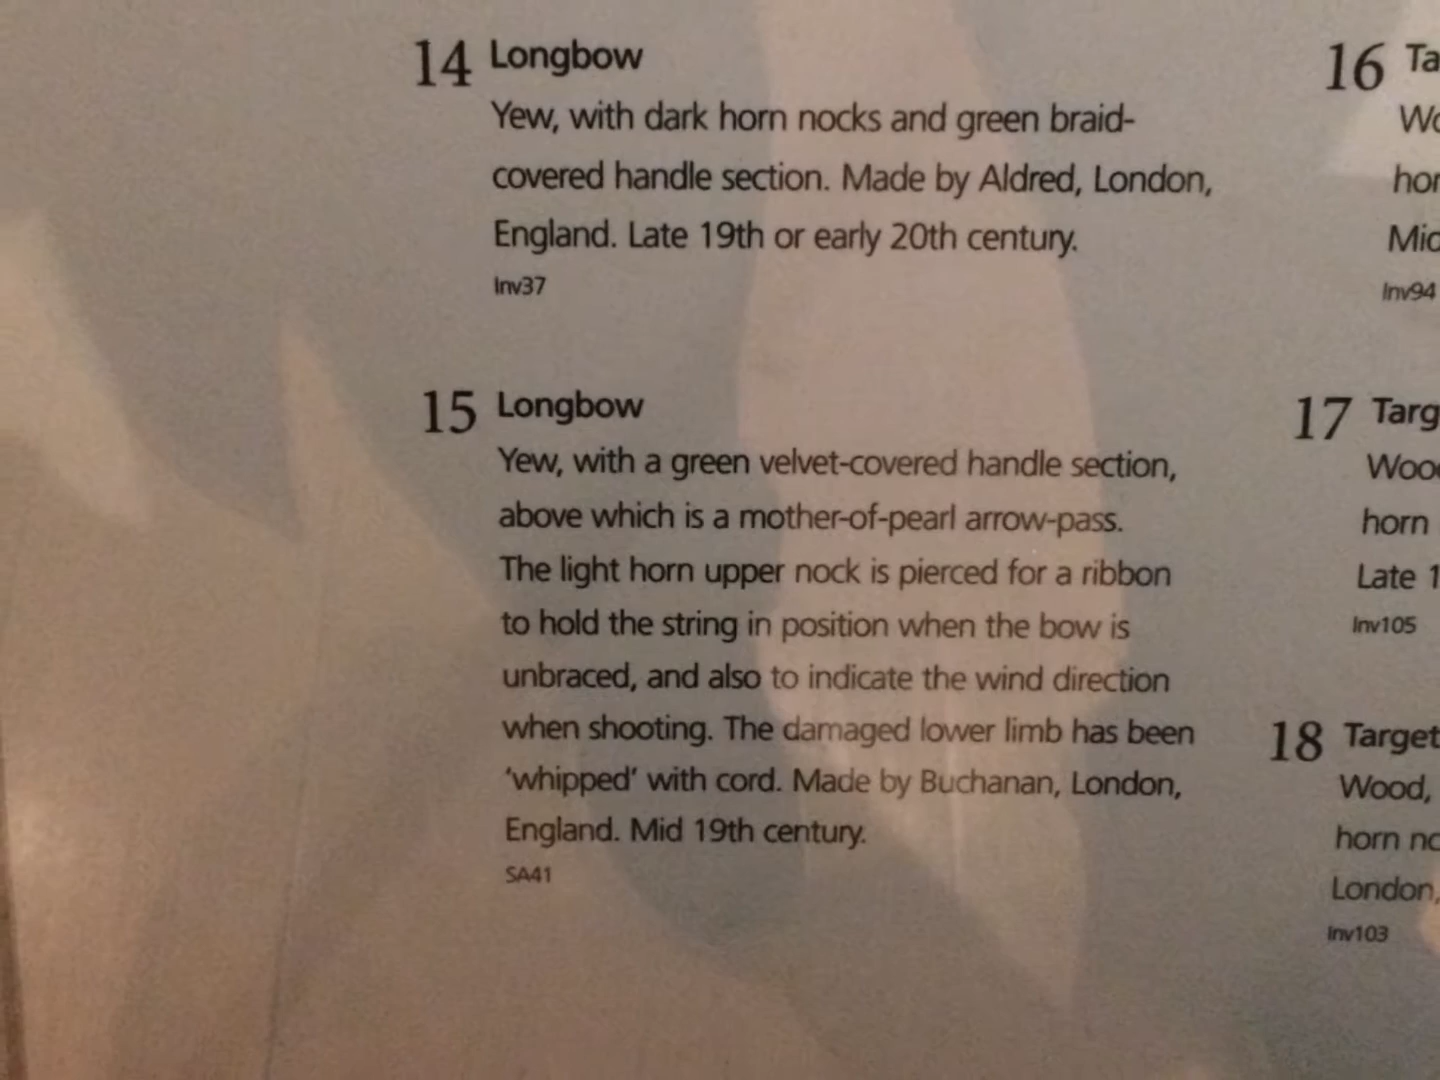 14 Longbow
Yew, with dark horn nocks and green braid-
covered handle section. Made by Aldred, London,
England. Late 19th or early 20th century.
Inv37
15 Longbow
Yew, with a green velvet-covered handle section,
above which is a mother-of-pearl arrow-pass.
The light horn upper nock is pierced for a ribbon
to hold the string in position when the bow is
unbraced, and also to indicate the wind direction
when shooting. The damaged lower limb has been
‘whipped’ with cord. Made by Buchanan, London,
England. Mid 19th century.
SA41
16
Inv94
17
horn
Late
Inv105
18 Target
Wood,
horn
London,
Inv103